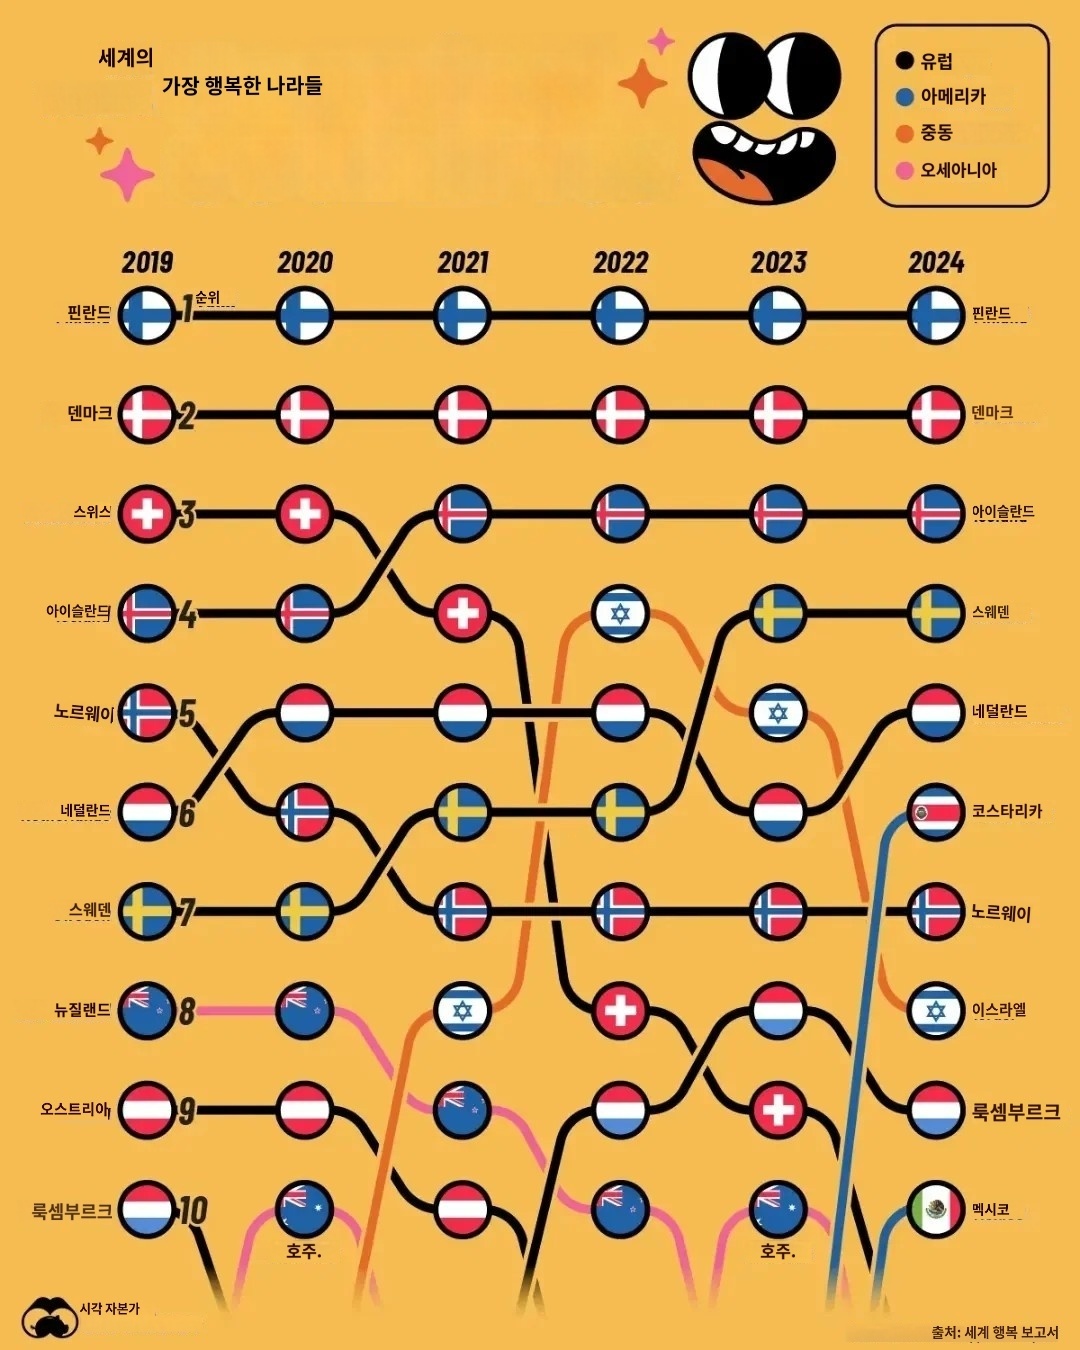 세계의
가장 행복한 나라들
유럽
아메리카
중동
오세아니아
2019 2020 2021 2022 2023 2024
핀란드 1 순위 핀란드
덴마크 2 덴마크
스위스 3 아이슬란드
아이슬란드 4 스웨덴
노르웨이 5 네덜란드
네덜란드 6 코스타리카
스웨덴 7 노르웨이
뉴질랜드 8 이스라엘
오스트리아 9 룩셈부르크
룩셈부르크 10 멕시코
호주. 호주.
시각 자본가
출처: 세계 행복 보고서